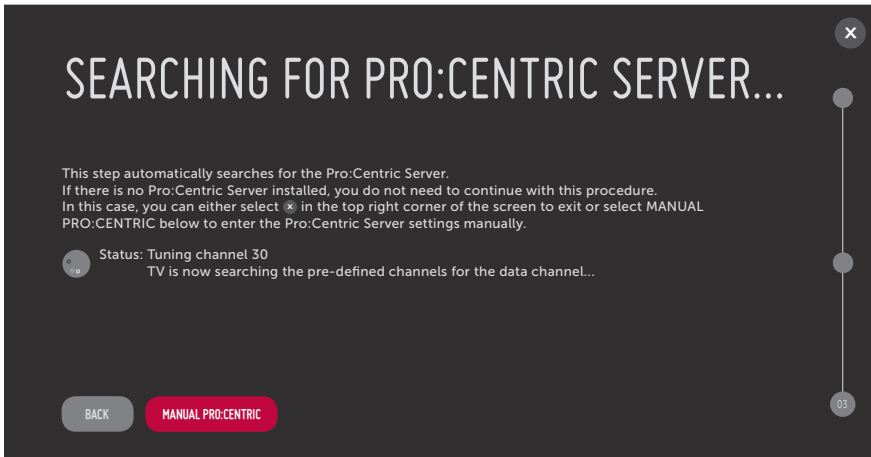 X
SEARCHING FOR PRO:CENTRIC SERVER...
This step automatically searches for the Pro:Centric Server.
If there is no Pro:Centric Server installed, you do not need to continue with this procedure.
In this case, you can either select x in the top right corner of the screen to exit or select MANUAL
PRO:CENTRIC below to enter the Pro:Centric Server settings manually.
Status: Tuning channel 30
TV is now searching the pre-defined channels for the data channel...
BACK MANUAL PRO:CENTRIC 03